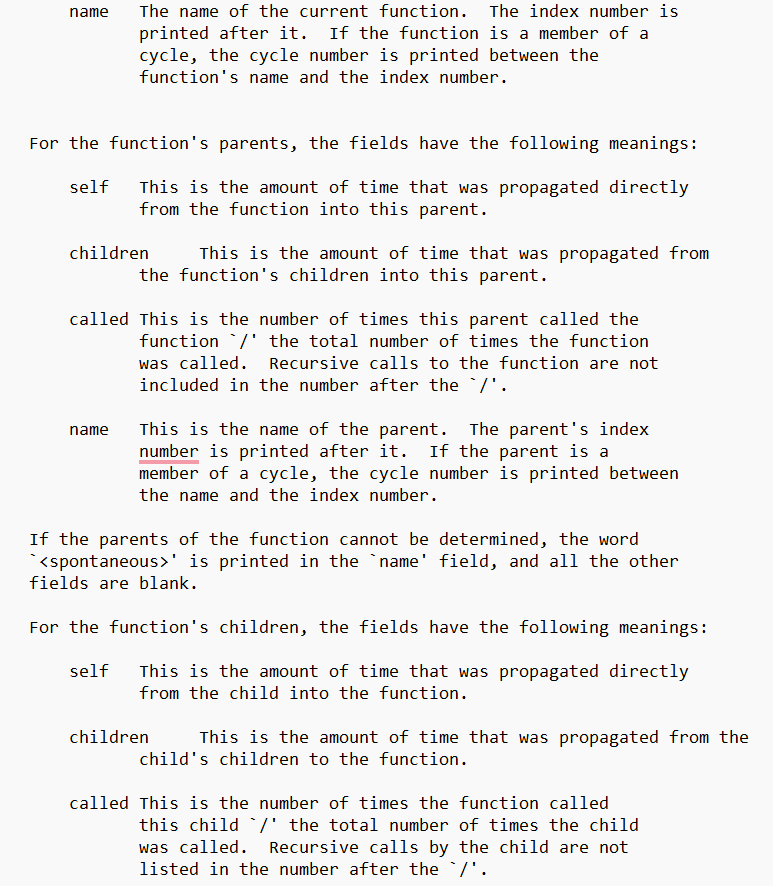 name   The name of the current function.  The index number is
printed after it.  If the function is a member of a
cycle, the cycle number is printed between the
function's name and the index number.
For the function's parents, the fields have the following meanings:
self   This is the amount of time that was propagated directly
from the function into this parent.
children     This is the amount of time that was propagated from
the function's children into this parent.
called This is the number of times this parent called the
function `/' the total number of times the function
was called.  Recursive calls to the function are not
included in the number after the `/'.
name   This is the name of the parent.  The parent's index
number is printed after it.  If the parent is a
member of a cycle, the cycle number is printed between
the name and the index number.
If the parents of the function cannot be determined, the word
`<spontaneous>' is printed in the `name' field, and all the other
fields are blank.
For the function's children, the fields have the following meanings:
self   This is the amount of time that was propagated directly
from the child into the function.
children     This is the amount of time that was propagated from the
child's children to the function.
called This is the number of times the function called
this child `/' the total number of times the child
was called.  Recursive calls by the child are not
listed in the number after the `/'.